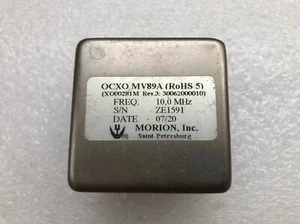 OCXO MV89A (RoHS 5)
(XO00281M Rev.3; 30062000010)
FREQ. 10,0 MHz
S/N ZE1591
DATE - 07/20
MORION, Inc.
Saint-Petersburg